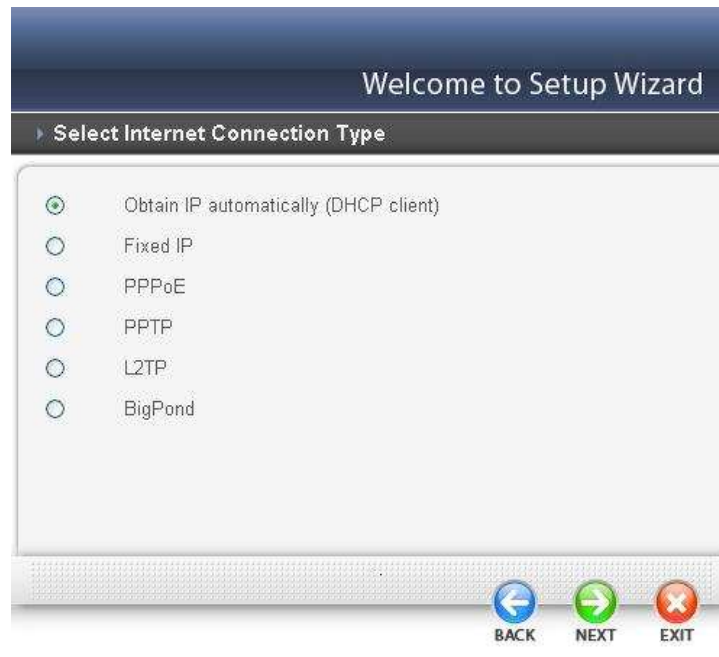 Welcome to Setup Wizard
Select Internet Connection Type
Obtain IP automatically (DHCP client)
Fixed IP
PPPoE
PPTP
L2TP
BigPond
BACK NEXT EXIT